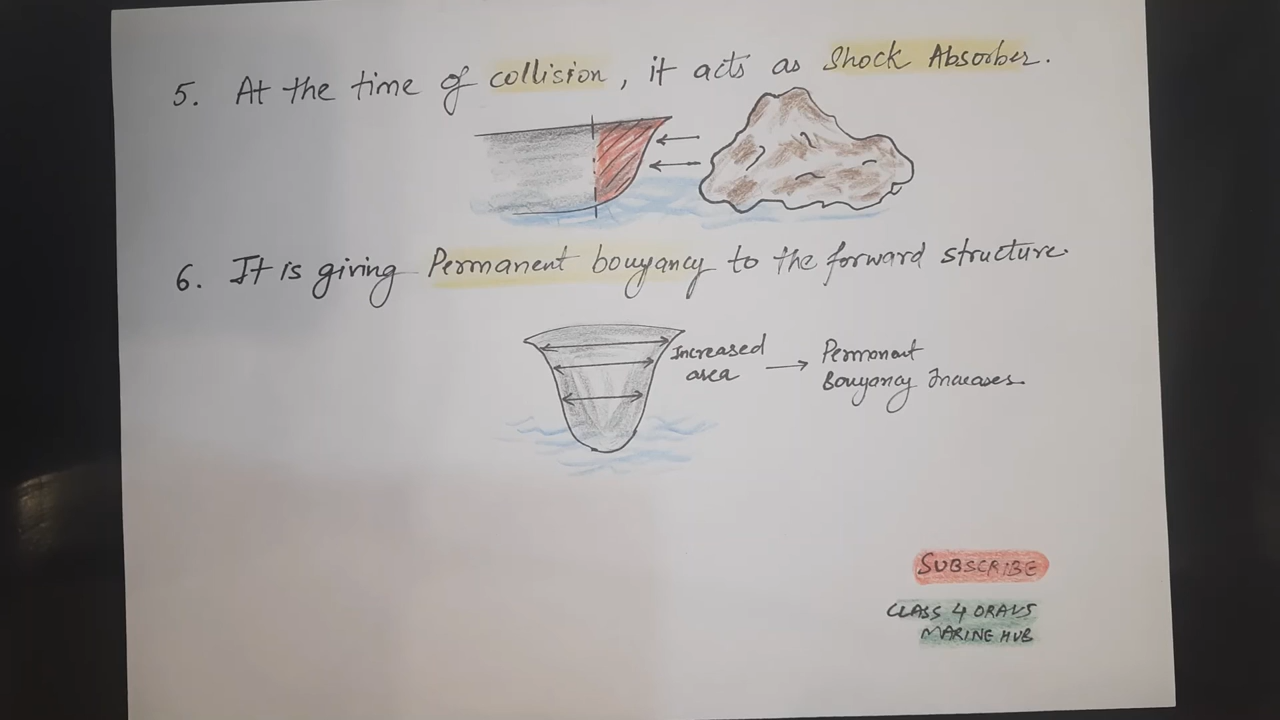 5. At the time of collision, it acts as Shock Absorber.
6. It is giving Permanent bouyancy to the forward structure.
Increased
area → Permanent
Bouyancy Increases
SUBSCRIBE
CLASS 4 ORALS
MARINE HUB